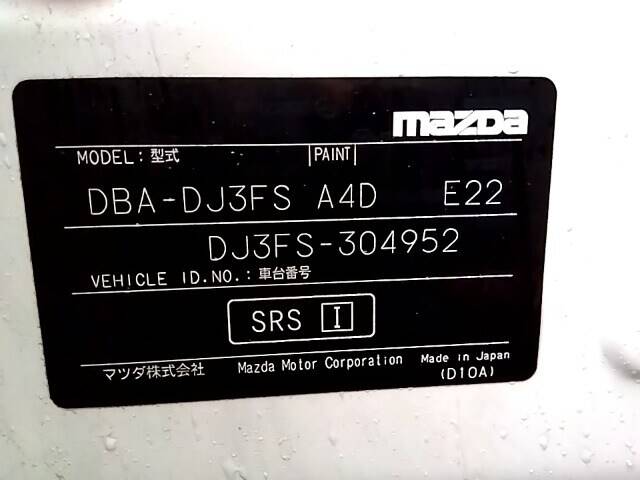 mazda
MODEL: 型式 |PAINT|
DBA-DJ3FS A4D E22
DJ3FS-304952
VEHICLE ID.NO.: 車台番号
SRS I
マツダ株式会社 Mazda Motor Corporation Made in Japan
(D10A)